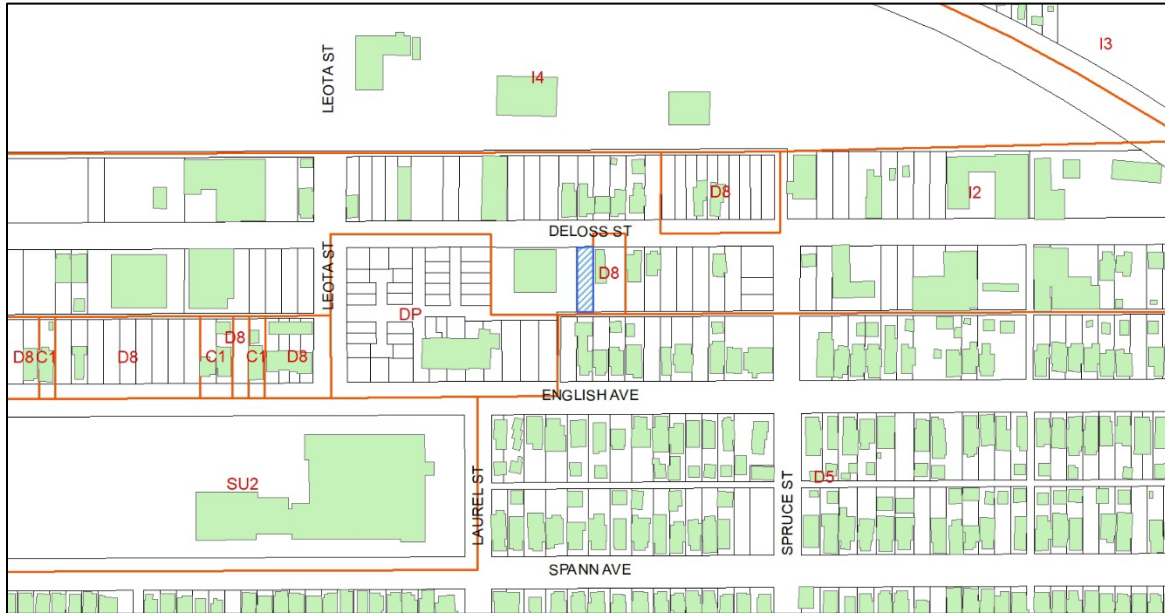 I3
LEOTA ST
I4
D8
I2
DELOSS ST
LEOTA ST
D8
DP
D8
D8
C1
D8
C1
C1
D8
ENGLISH AVE
SU2
LAUREL ST
SPRUCE ST
D5
SPANN AVE